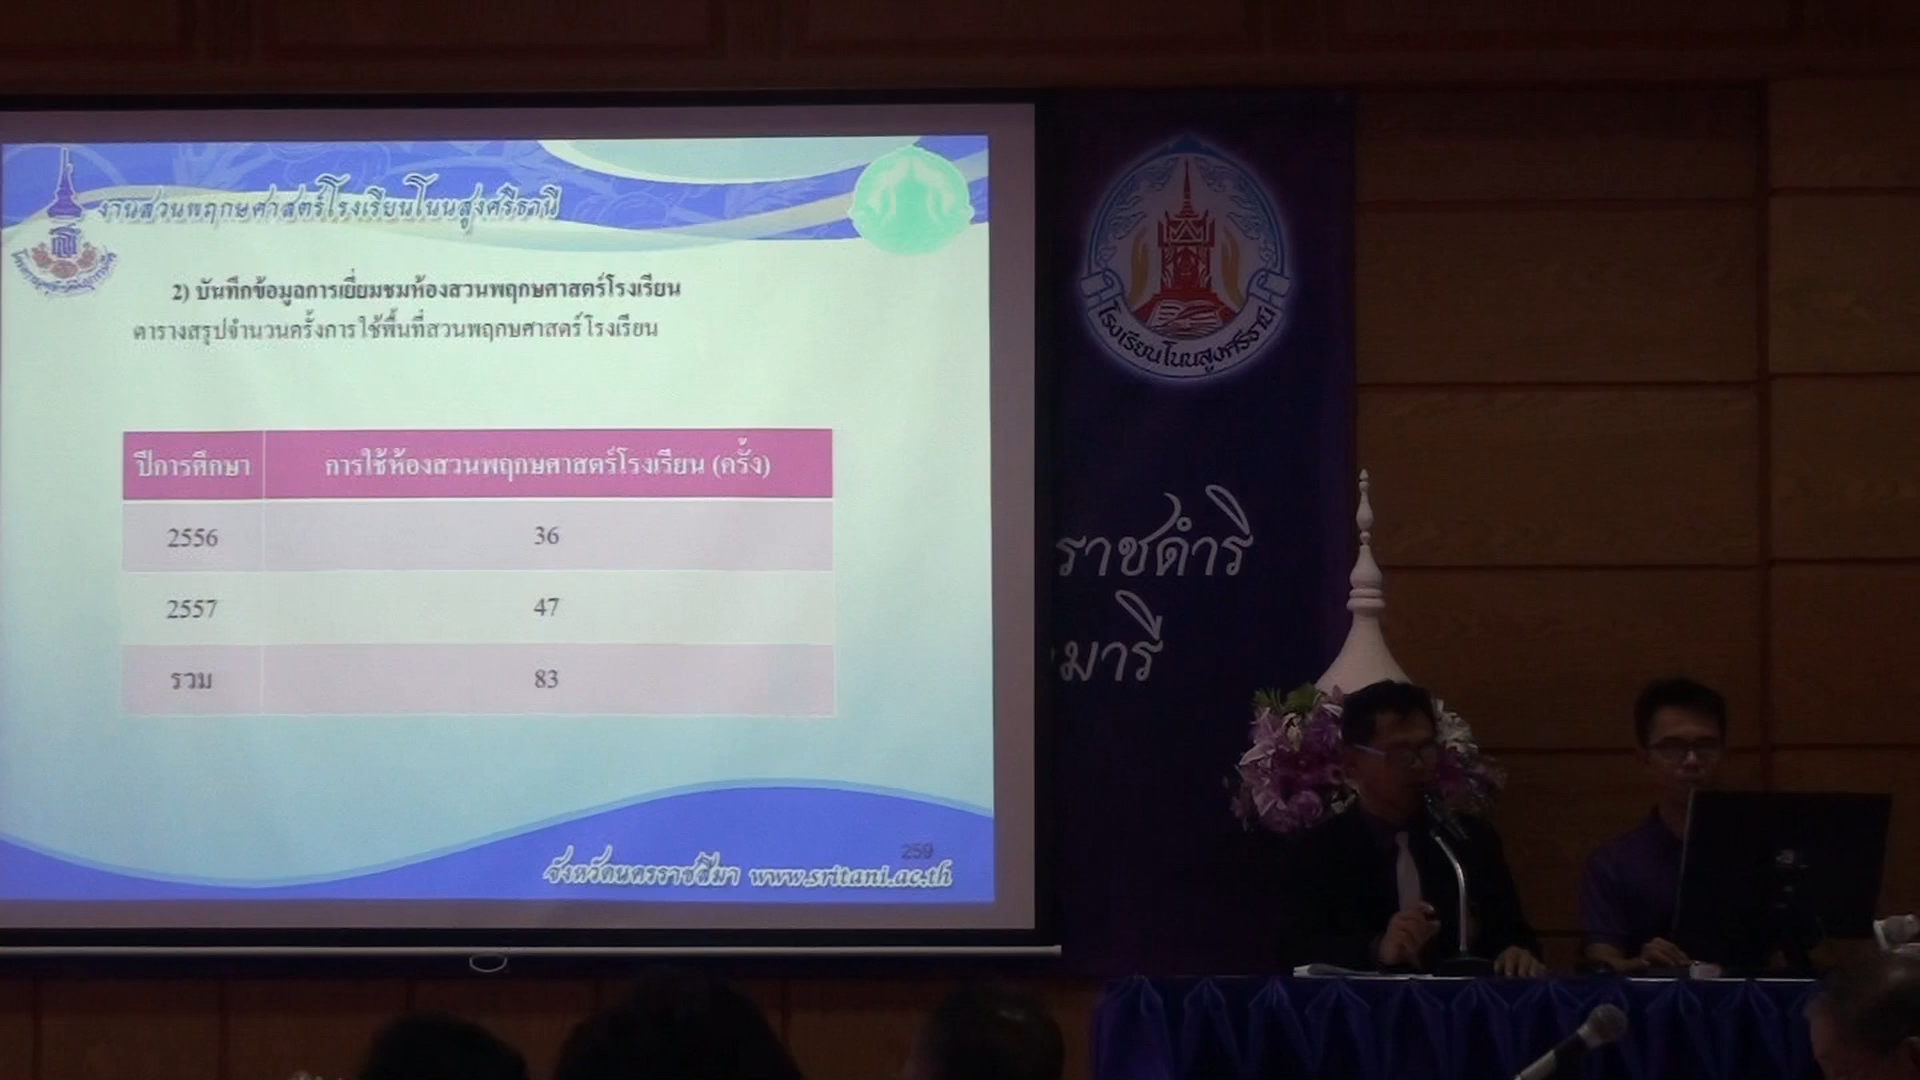 งานสวนพฤกษศาสตร์โรงเรียนโนนสูงศรีธานี
2) บันทึกข้อมูลการเยี่ยมชมห้องสวนพฤกษศาสตร์โรงเรียน
ตารางสรุปจำนวนครั้งการใช้พื้นที่สวนพฤกษศาสตร์โรงเรียน
ปีการศึกษา การใช้ห้องสวนพฤกษศาสตร์โรงเรียน (ครั้ง)
2556 36
2557 47
รวม 83
259
จังหวัดนครราชสีมา www.sritani.ac.th
โรงเรียนโนนสูงศรีธานี
ราชดำริ
มารี